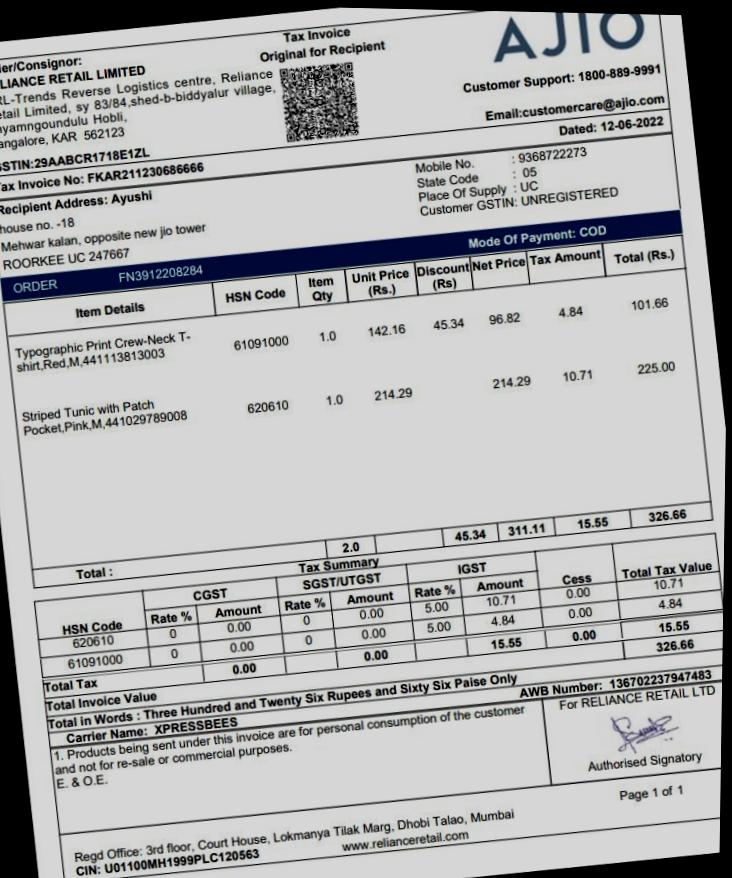 Tax Invoice
Original for Recipient
AJIO
Customer Support: 1800-889-9991
Email:customercare@ajio.com
Dated: 12-06-2022
ier/Consignor:
LIANCE RETAIL LIMITED
RL-Trends Reverse Logistics centre, Reliance
etail Limited, sy 83/84,shed-b-biddyalur village,
ayamngoundulu Hobli,
angalore, KAR 562123
GSTIN:29AABCR1718E1ZL
Tax Invoice No: FKAR211230686666
Recipient Address: Ayushi
house no. -18
Mehwar kalan, opposite new jio tower
ROORKEE UC 247667
Mobile No. : 9368722273
State Code : 05
Place Of Supply : UC
Customer GSTIN: UNREGISTERED
ORDER FN3912208284 Mode Of Payment: COD
Item Details HSN Code Item Qty Unit Price (Rs.) Discount (Rs) Net Price Tax Amount Total (Rs.)
Typographic Print Crew-Neck T- 61091000 1.0 142.16 45.34 96.82 4.84 101.66
shirt,Red,M,441113813003
Striped Tunic with Patch 620610 1.0 214.29 214.29 10.71 225.00
Pocket,Pink,M,441029789008
Total : 2.0 45.34 311.11 15.55 326.66
Tax Summary
HSN Code CGST SGST/UTGST IGST Cess Total Tax Value
Rate % Amount Rate % Amount Rate % Amount
620610 0 0.00 0 0.00 5.00 10.71 0.00 10.71
61091000 0 0.00 0 0.00 5.00 4.84 0.00 4.84
Total Tax 0.00 0.00 15.55 0.00 15.55
Total Invoice Value 326.66
Total in Words : Three Hundred and Twenty Six Rupees and Sixty Six Paise Only
Carrier Name: XPRESSBEES AWB Number: 136702237947483
1. Products being sent under this invoice are for personal consumption of the customer
and not for re-sale or commercial purposes.
E. & O.E.
For RELIANCE RETAIL LTD
Authorised Signatory
Page 1 of 1
Regd Office: 3rd floor, Court House, Lokmanya Tilak Marg, Dhobi Talao, Mumbai
CIN: U01100MH1999PLC120563 www.relianceretail.com